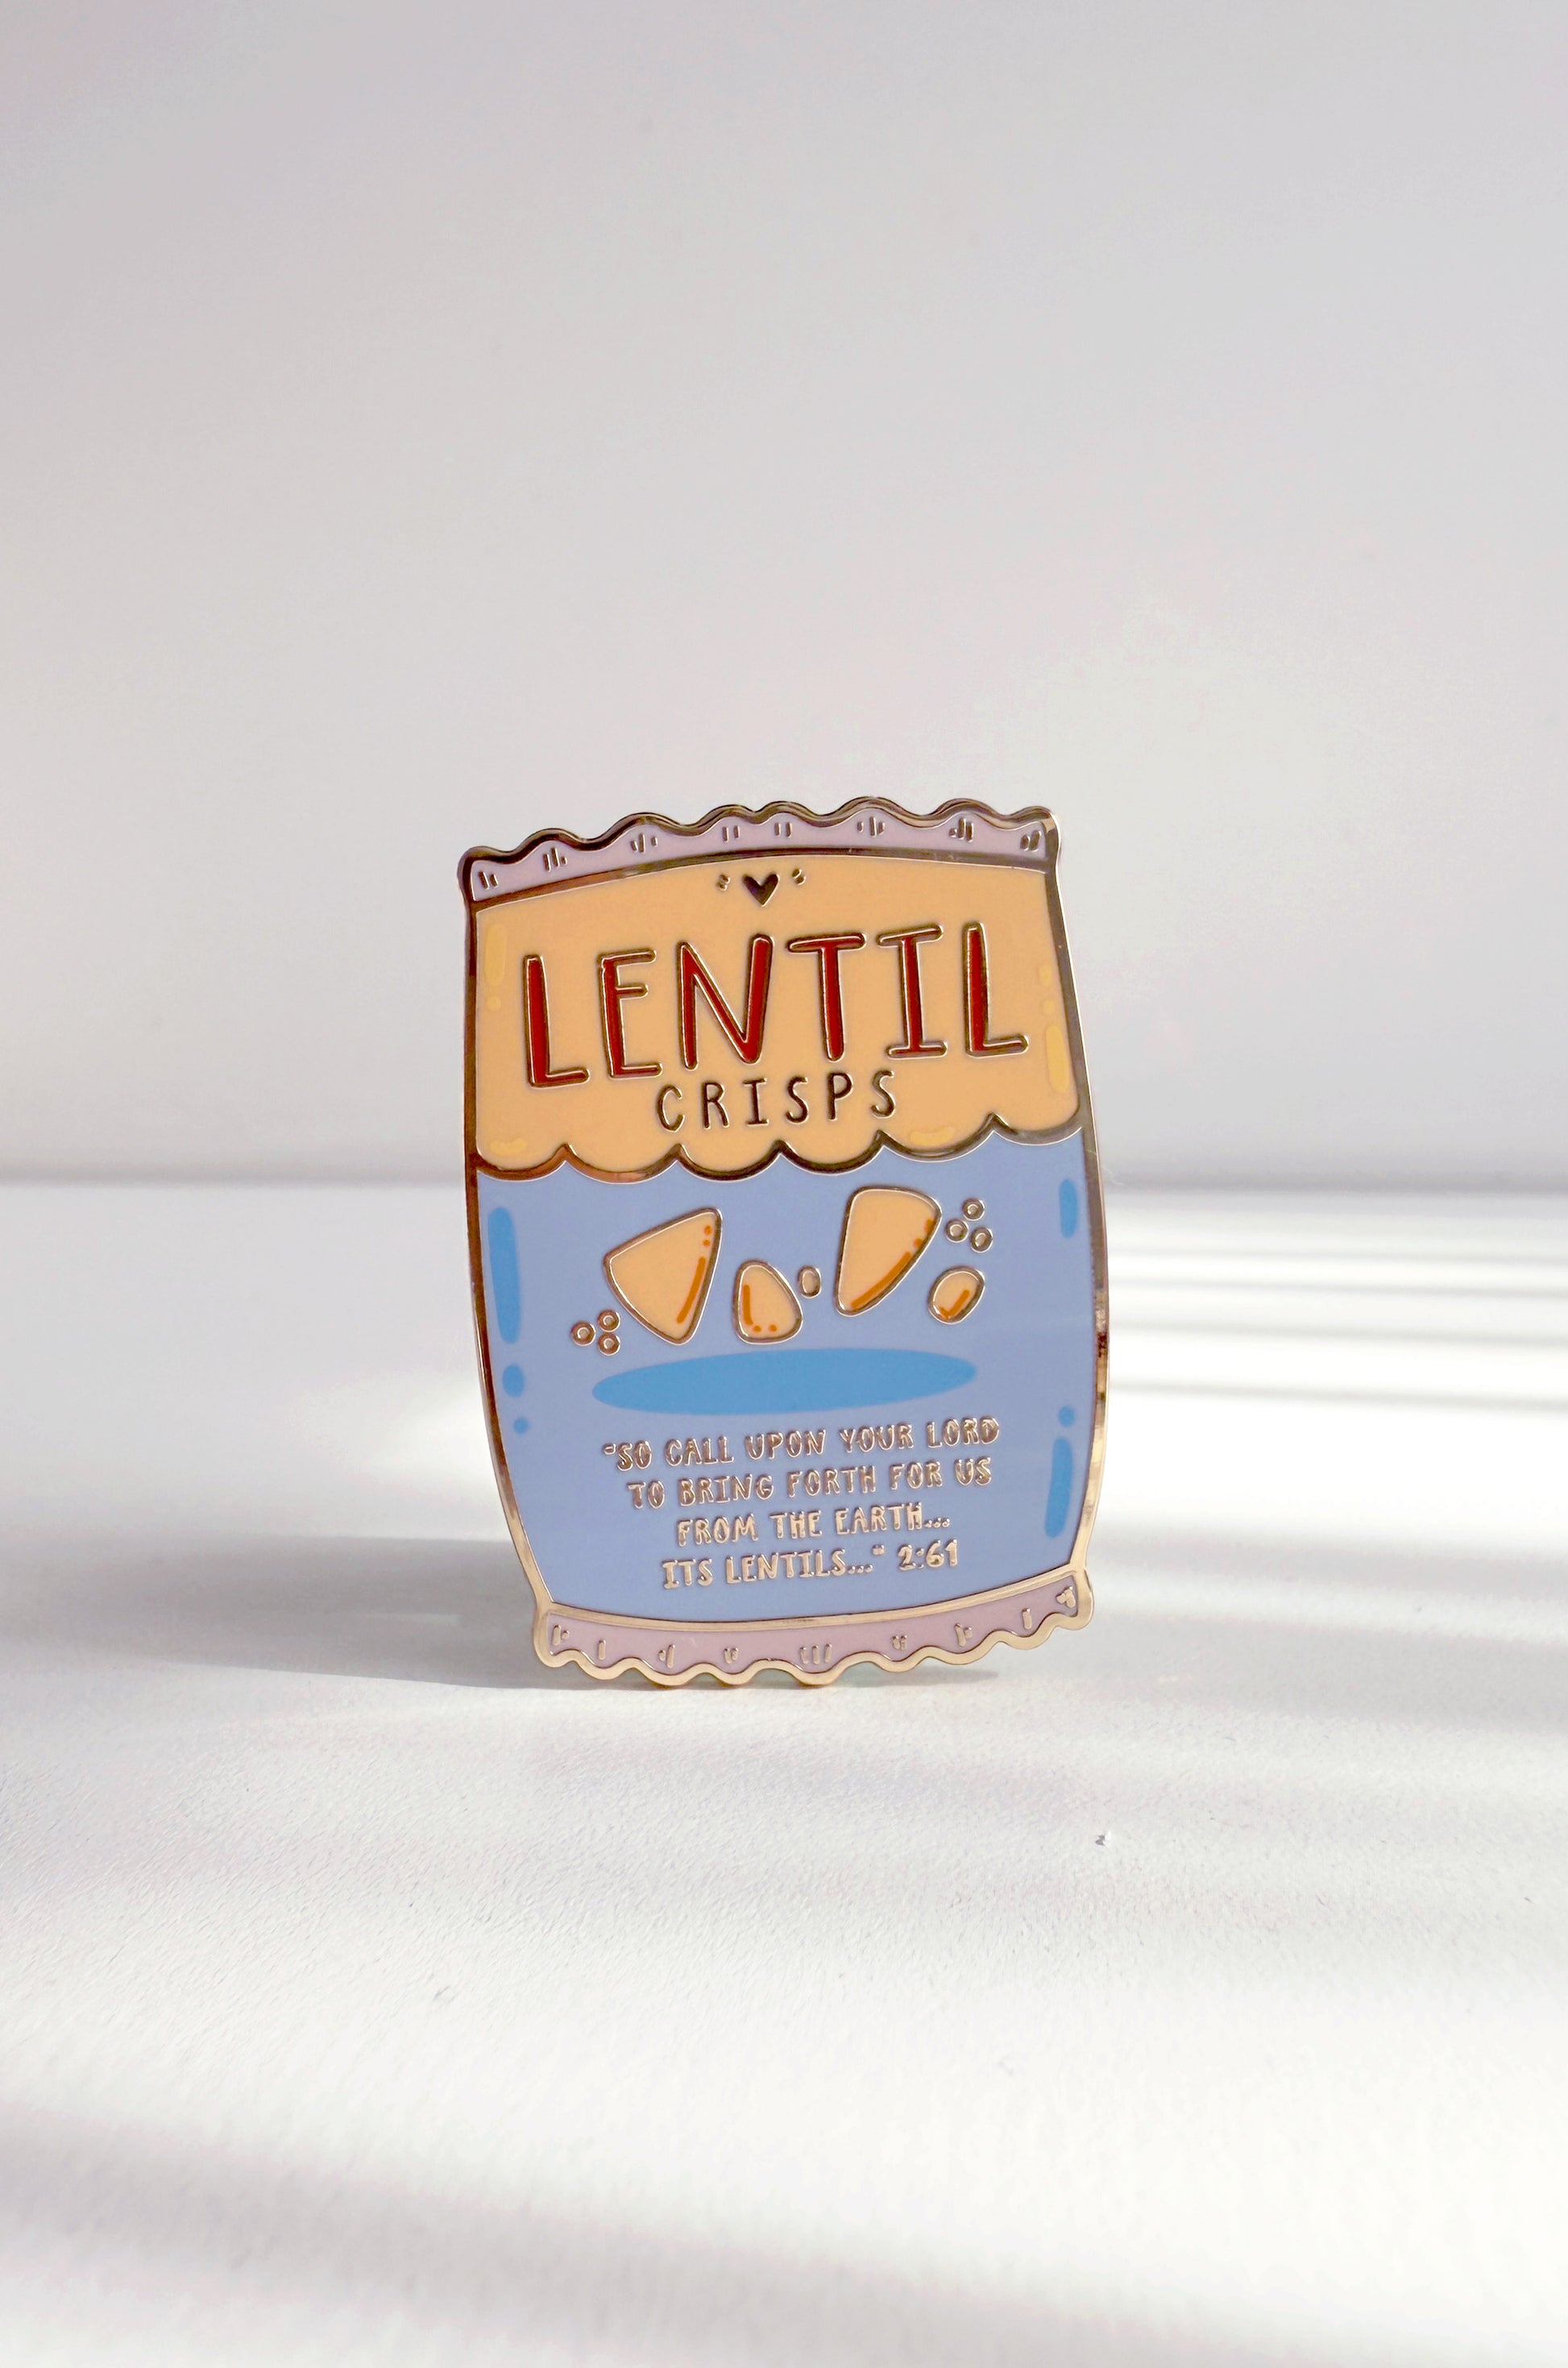 LENTIL
CRISPS
"SO CALL UPON YOUR LORD
TO BRING FORTH FOR US
FROM THE EARTH...
ITS LENTILS..." 2:61